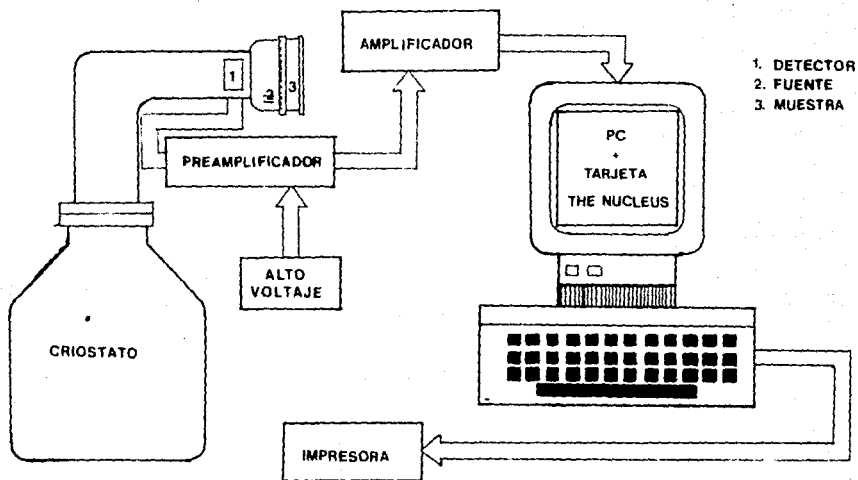 AMPLIFICADOR
1. DETECTOR
2. FUENTE
3. MUESTRA
1
2
3
PC
+
TARJETA
THE NUCLEUS
PREAMPLIFICADOR
ALTO
VOLTAJE
CRIOSTATO
IMPRESORA